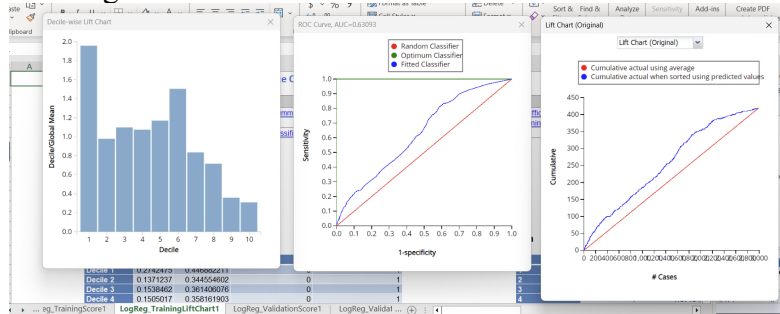 aste
B I U
$ % 9
Format as Table
Delete
Sort & Find & Analyze Sensitivity Add-ins Create PDF
lipboard
Cell Styles
Format
A
Decile-wise Lift Chart
Decile/Global Mean
2.0
1.8
1.6
1.4
1.2
1.0
0.8
0.6
0.4
0.2
0.0
1 2 3 4 5 6 7 8 9 10
Decile
ROC Curve, AUC=0.63093
Random Classifier
Optimum Classifier
Fitted Classifier
Sensitivity
1.0
0.9
0.8
0.7
0.6
0.5
0.4
0.3
0.2
0.1
0.0
0.0 0.1 0.2 0.3 0.4 0.5 0.6 0.7 0.8 0.9 1.0
1-specificity
Lift Chart (Original)
Lift Chart (Original)
Cumulative actual using average
Cumulative actual when sorted using predicted values
Cumulative
450
400
350
300
250
200
150
100
50
0
# Cases
Decile 1 0.2742475 0.446882211 0 1
Decile 2 0.1371237 0.344554602 0 1
Decile 3 0.1538462 0.361406076 0 1
Decile 4 0.1505017 0.358161903 0 1
1
2
3
4
... eg_TrainingScore1 LogReg_TrainingLiftChart1 LogReg_ValidationScore1 LogReg_Validat ...